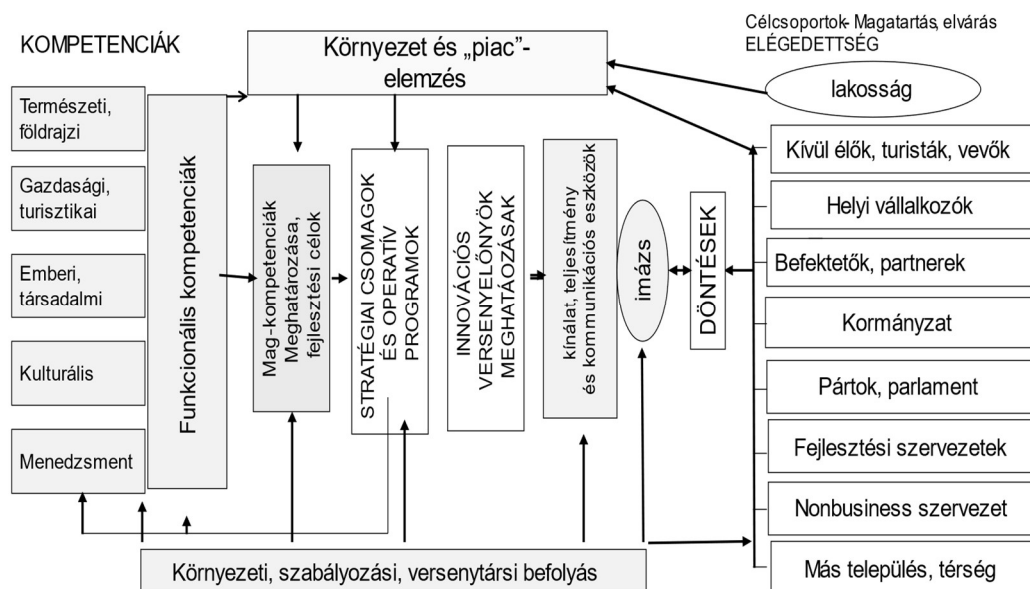 KOMPETENCIÁK
Természeti,
földrajzi
Gazdasági,
turisztikai
Emberi,
társadalmi
Kulturális
Menedzsment
Funkcionális kompetenciák
Környezet és „piac”-
elemzés
Mag-kompetenciák
Meghatározása,
fejlesztési célok
STRATÉGIAI CSOMAGOK
ÉS OPERATÍV
PROGRAMOK
INNOVÁCIÓS
VERSENYELŐNYÖK
MEGHATÁOZÁSAK
kínálat, teljesítmény
és kommunikációs eszközök
imázs
DÖNTÉSEK
Célcsoportok- Magatartás, elvárás
ELÉGEDETTSÉG
lakosság
Kívül élők, turisták, vevők
Helyi vállalkozók
Befektetők, partnerek
Kormányzat
Pártok, parlament
Fejlesztési szervezetek
Nonbusiness szervezet
Más település, térség
Környezeti, szabályozási, versenytársi befolyás